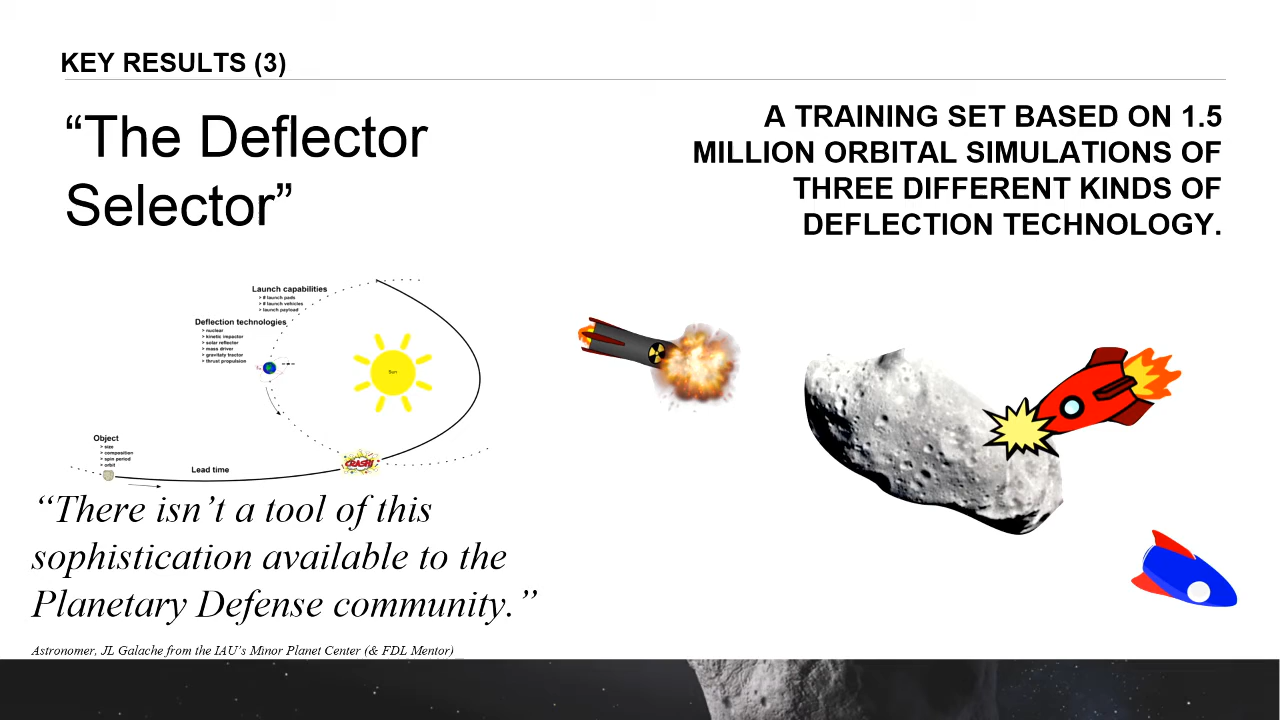 KEY RESULTS (3)
“The Deflector
Selector”
A TRAINING SET BASED ON 1.5
MILLION ORBITAL SIMULATIONS OF
THREE DIFFERENT KINDS OF
DEFLECTION TECHNOLOGY.
Launch capabilities
> # launch pads
> # launch vehicles
> launch payload
Deflection technologies
> nuclear
> kinetic impactor
> solar reflector
> mass driver
> gravitaty tractor
> thrust propulsion
Sun
Object
> size
> composition
> spin period
> orbit
Lead time
CRASH!
“There isn’t a tool of this
sophistication available to the
Planetary Defense community.”
Astronomer, JL Galache from the IAU’s Minor Planet Center (& FDL Mentor)